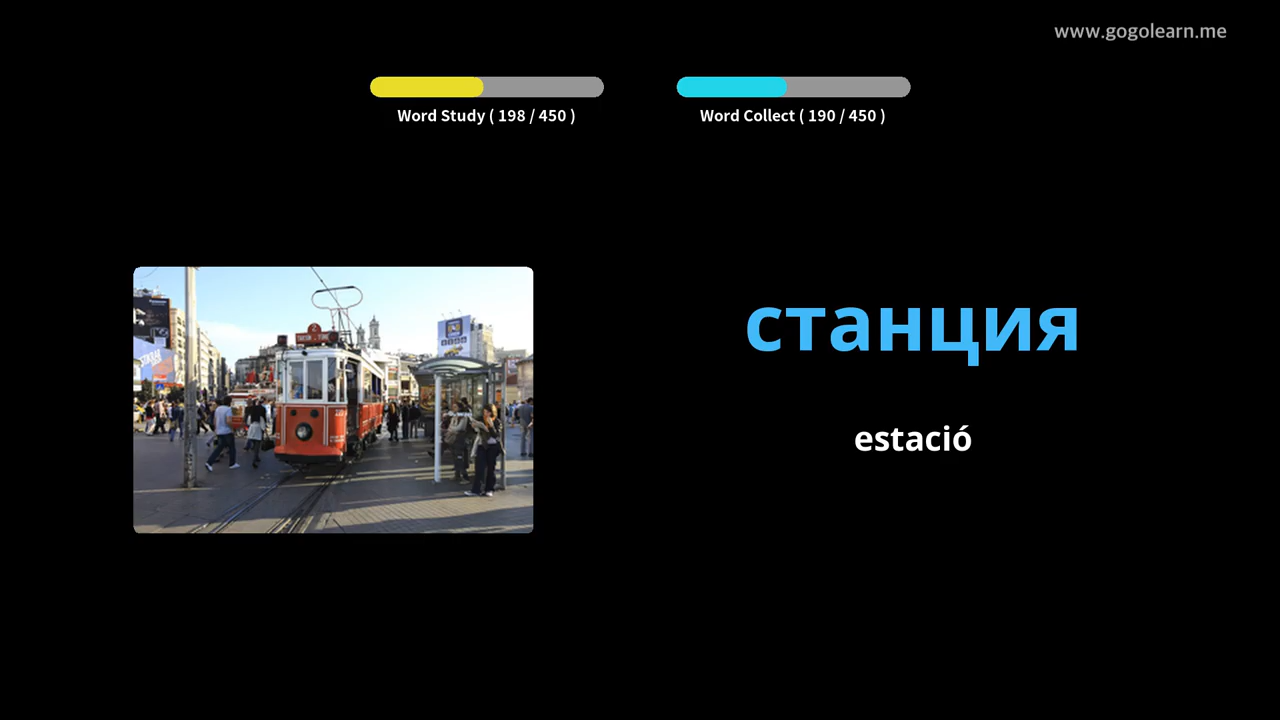 www.gogolearn.me
Word Study ( 198 / 450 )
Word Collect ( 190 / 450 )
станция
estació